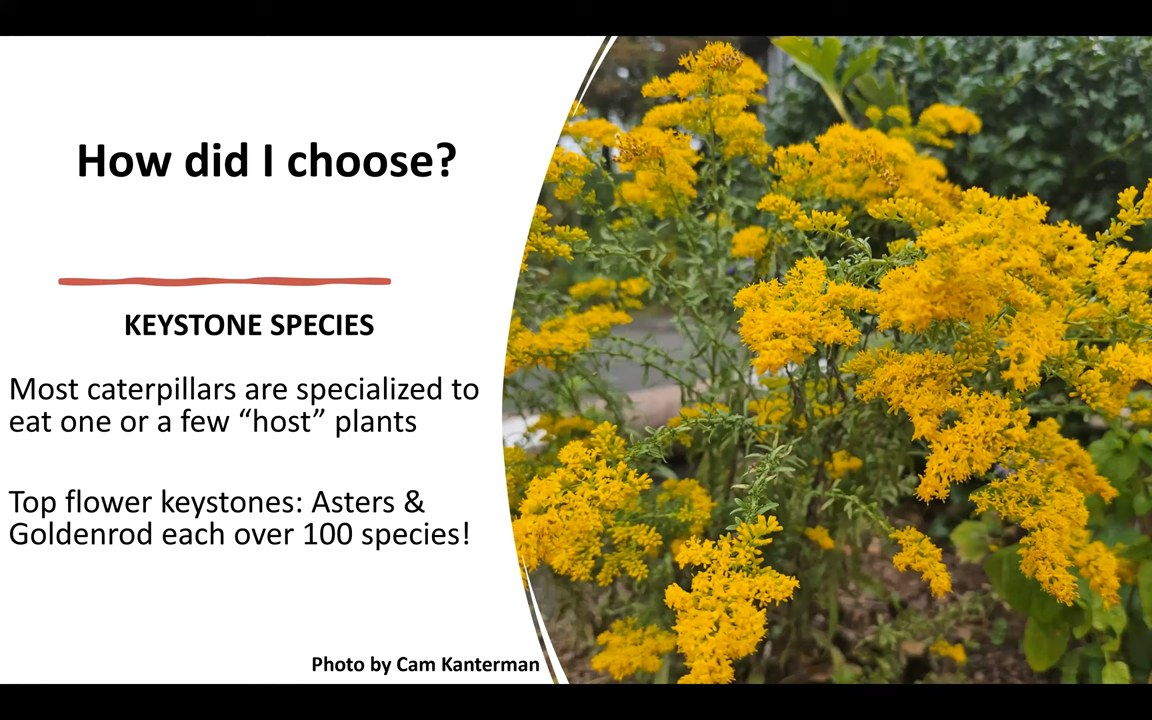 How did I choose?
KEYSTONE SPECIES
Most caterpillars are specialized to
eat one or a few “host” plants
Top flower keystones: Asters &
Goldenrod each over 100 species!
Photo by Cam Kanterman